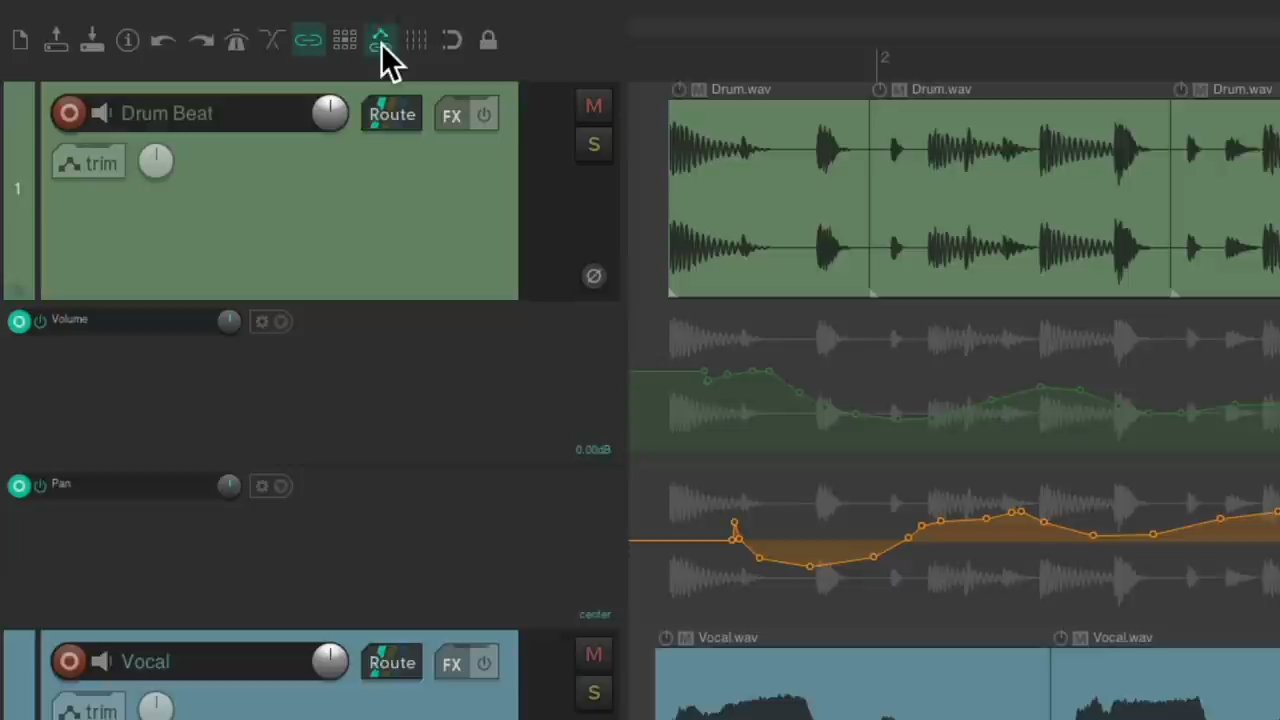 2
Drum Beat
Route
FX
M
Drum.wav
Drum.wav
Drum.wav
S
trim
1
Volume
0.00dB
Pan
center
Vocal
Route
FX
M
Vocal.wav
Vocal.wav
S
trim